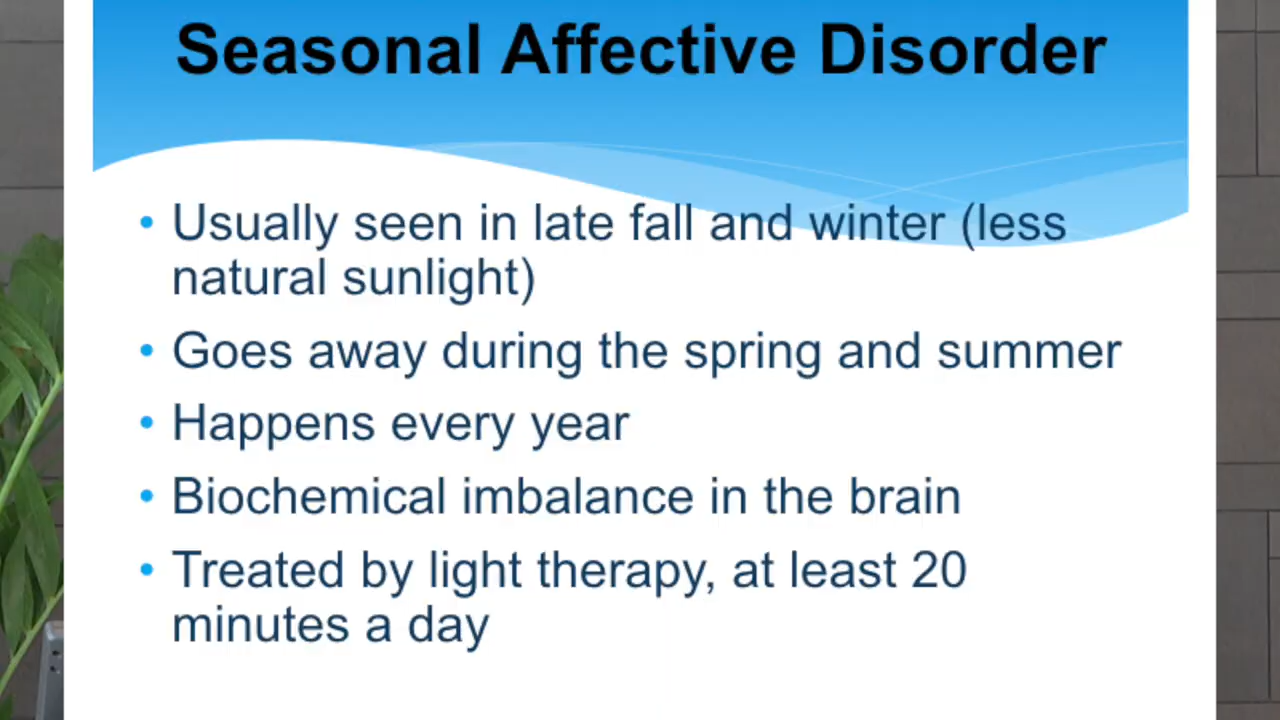 Seasonal Affective Disorder
• Usually seen in late fall and winter (less
natural sunlight)
• Goes away during the spring and summer
• Happens every year
• Biochemical imbalance in the brain
• Treated by light therapy, at least 20
minutes a day